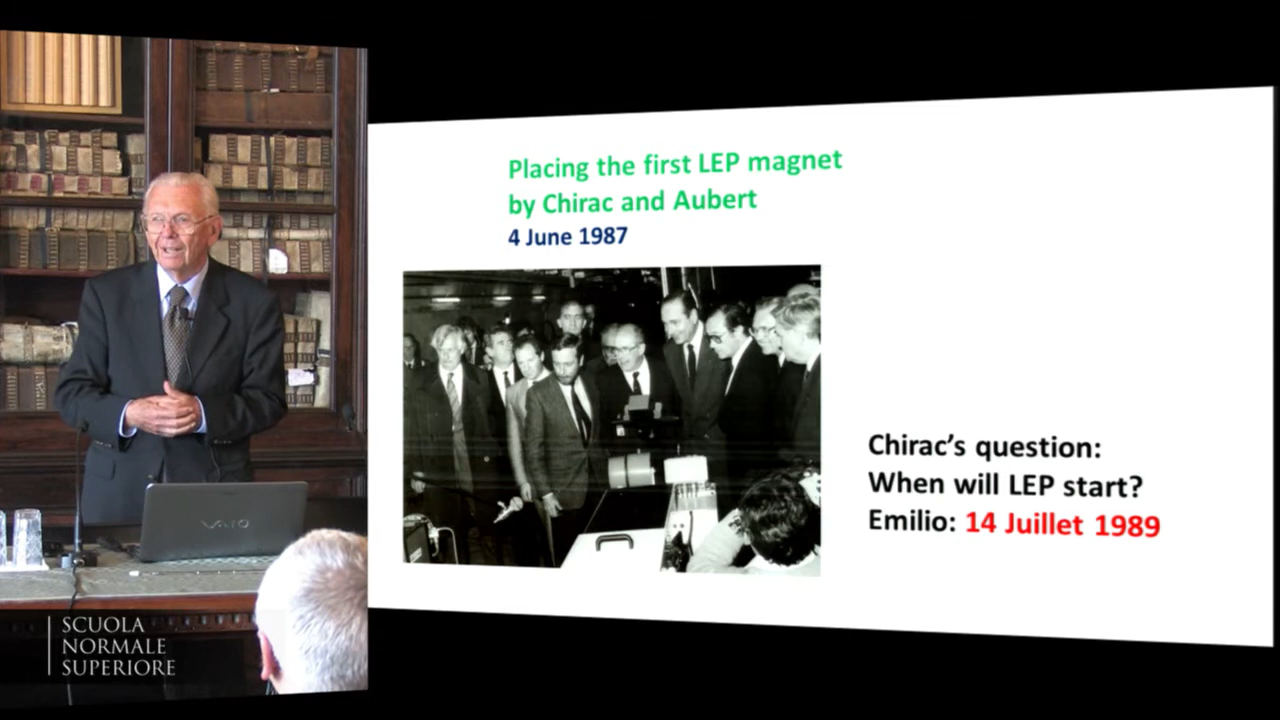 Placing the first LEP magnet
by Chirac and Aubert
4 June 1987
Chirac's question:
When will LEP start?
Emilio: 14 Juillet 1989
VAIO
SCUOLA
NORMALE
SUPERIORE